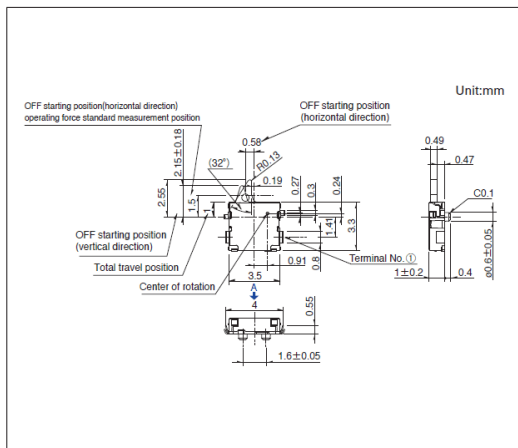 Unit:mm
OFF starting position(horizontal direction)
operating force standard measurement position
OFF starting position
(horizontal direction)
0.58
2.15±0.18
(32°)
R0.13
0.19
2.55
1.5
1
0.27
0.3
0.24
1.41
3.3
0.49
0.47
C0.1
ø0.6±0.05
OFF starting position
(vertical direction)
Total travel position
Center of rotation
0.91
0.8
Terminal No.①
3.5
1±0.2
0.4
A
4
0.55
1.6±0.05